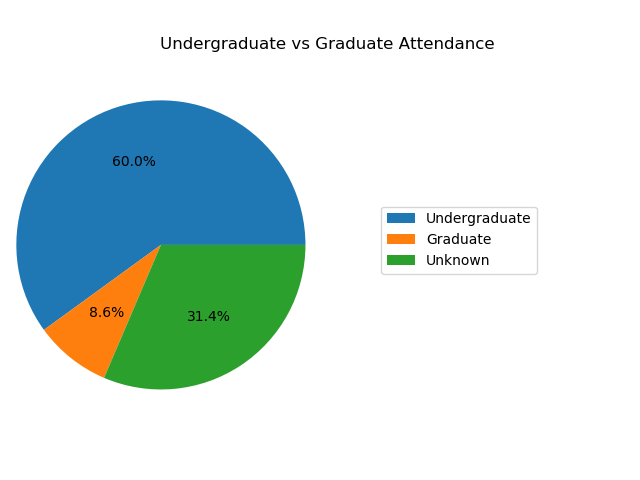 Undergraduate vs Graduate Attendance
60.0%
8.6%
31.4%
Undergraduate
Graduate
Unknown